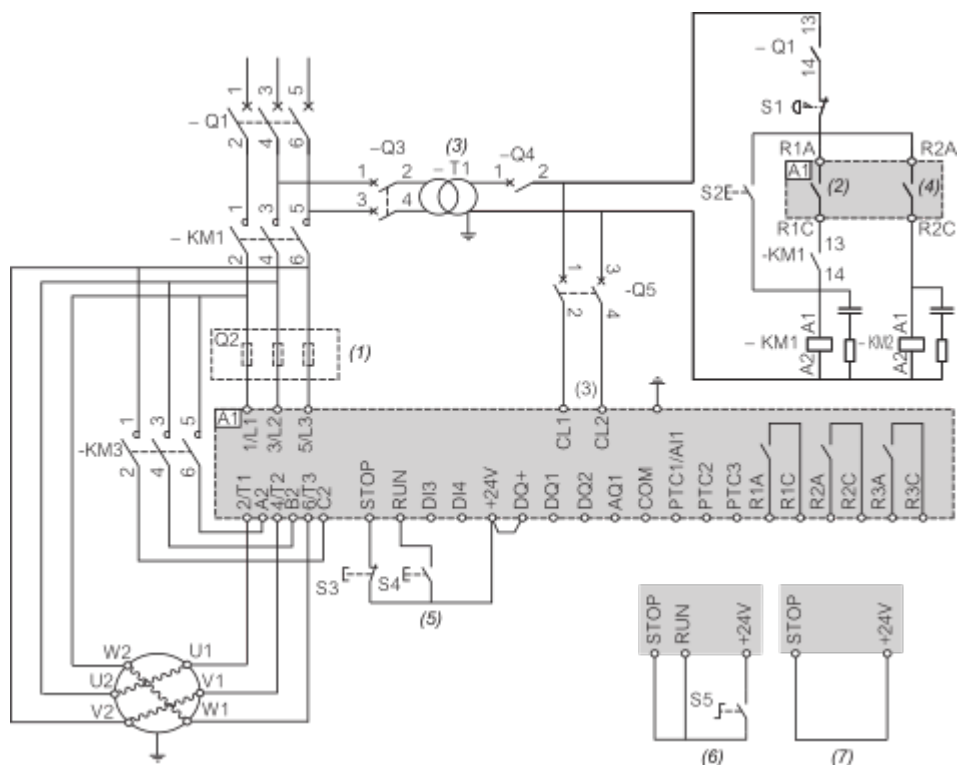 13
– Q1
14
S1
1 3 5
– Q1
2 4 6
(3)
–Q3 – T1 –Q4
1 2 1 2
3 4
R1A R2A
A1
(2) (4)
S2
R1C R2C
1 3 5
– KM1
2 4 6
-KM1 13
14
1 3
-Q5
2 4
A1 A1
– KM1 – KM2
A2 A2
Q2
(1)
(3)
A1
1/L1 3/L2 5/L3 CL1 CL2
1 3 5
-KM3
2 4 6
2/T1 A2 4/T2 B2 6/T3 C2 STOP RUN DI3 DI4 +24V DQ+ DQ1 DQ2 AQ1 COM PTC1/AI1 PTC2 PTC3 R1A R1C R2A R2C R3A R3C
S3 S4
(5)
STOP RUN +24V
STOP +24V
S5
(6) (7)
W2 U1
U2 V1
V2 W1